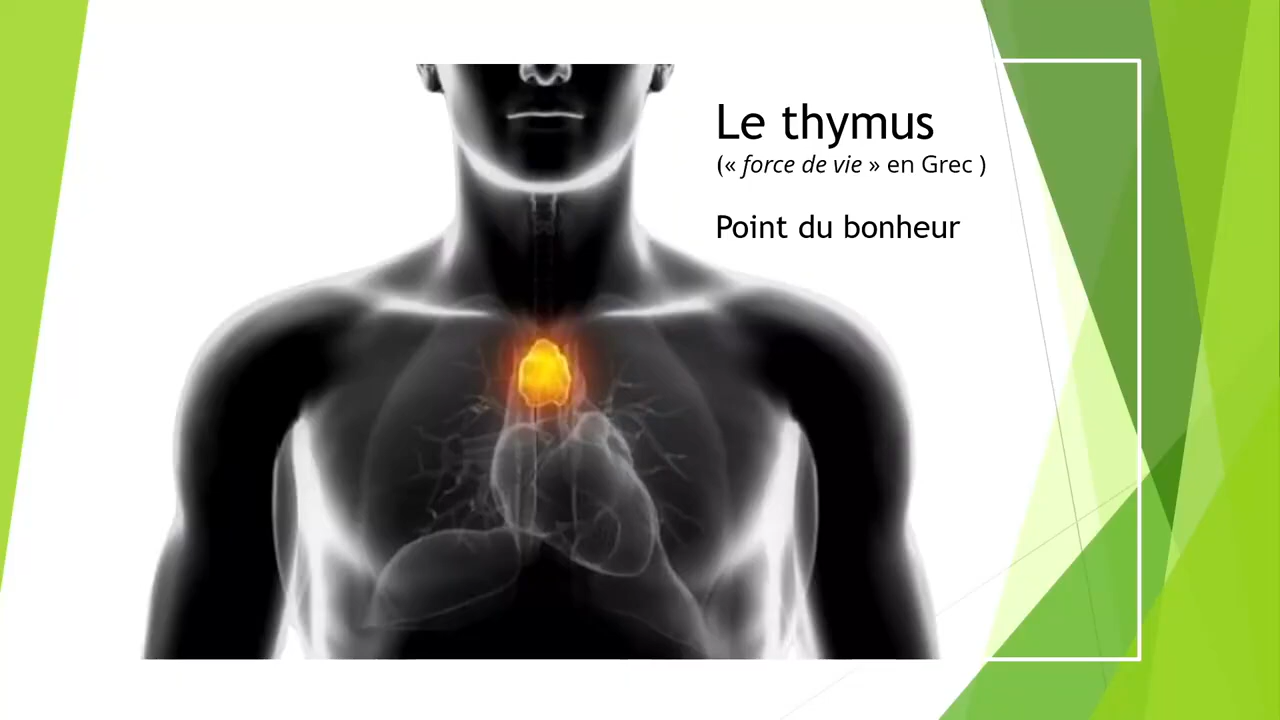 Le thymus
(« force de vie » en Grec )
Point du bonheur